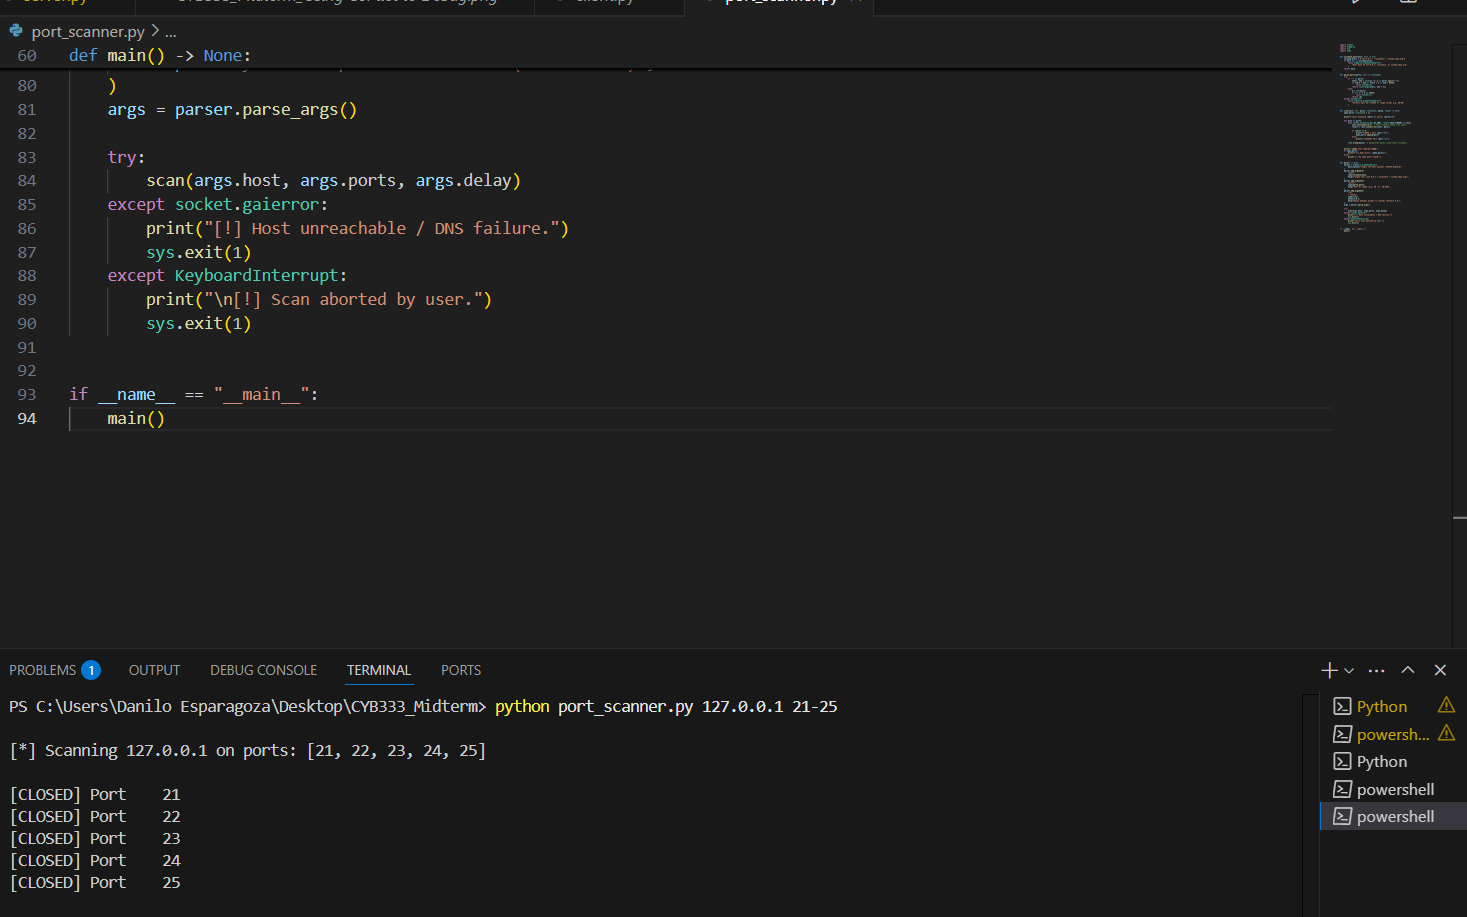 port_scanner.py > ...
60 def main() -> None:
80 )
81 args = parser.parse_args()
82
83 try:
84 scan(args.host, args.ports, args.delay)
85 except socket.gaierror:
86 print("[!] Host unreachable / DNS failure.")
87 sys.exit(1)
88 except KeyboardInterrupt:
89 print("\n[!] Scan aborted by user.")
90 sys.exit(1)
91
92
93 if __name__ == "__main__":
94 main()
PROBLEMS 1 OUTPUT DEBUG CONSOLE TERMINAL PORTS
PS C:\Users\Danilo Esparagoza\Desktop\CYB333_Midterm> python port_scanner.py 127.0.0.1 21-25
[*] Scanning 127.0.0.1 on ports: [21, 22, 23, 24, 25]
[CLOSED] Port 21
[CLOSED] Port 22
[CLOSED] Port 23
[CLOSED] Port 24
[CLOSED] Port 25
Python
powersh...
Python
powershell
powershell